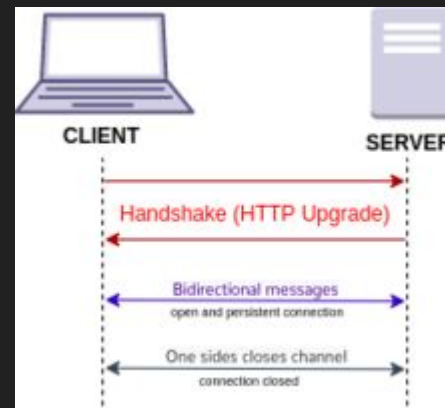 CLIENT
SERVER
Handshake (HTTP Upgrade)
Bidirectional messages
open and persistent connection
One sides closes channel
connection closed